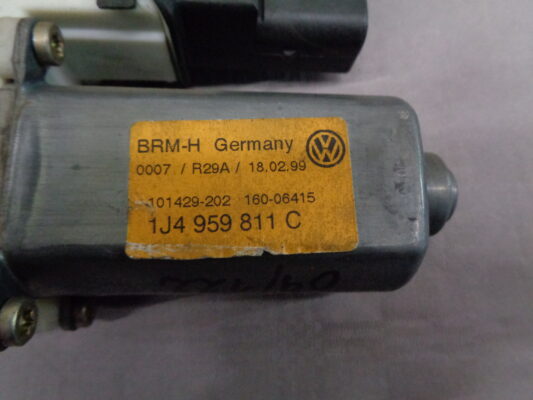 BRM-H Germany
0007 / R29A / 18.02.99
101429-202 160-06415
1J4 959 811 C